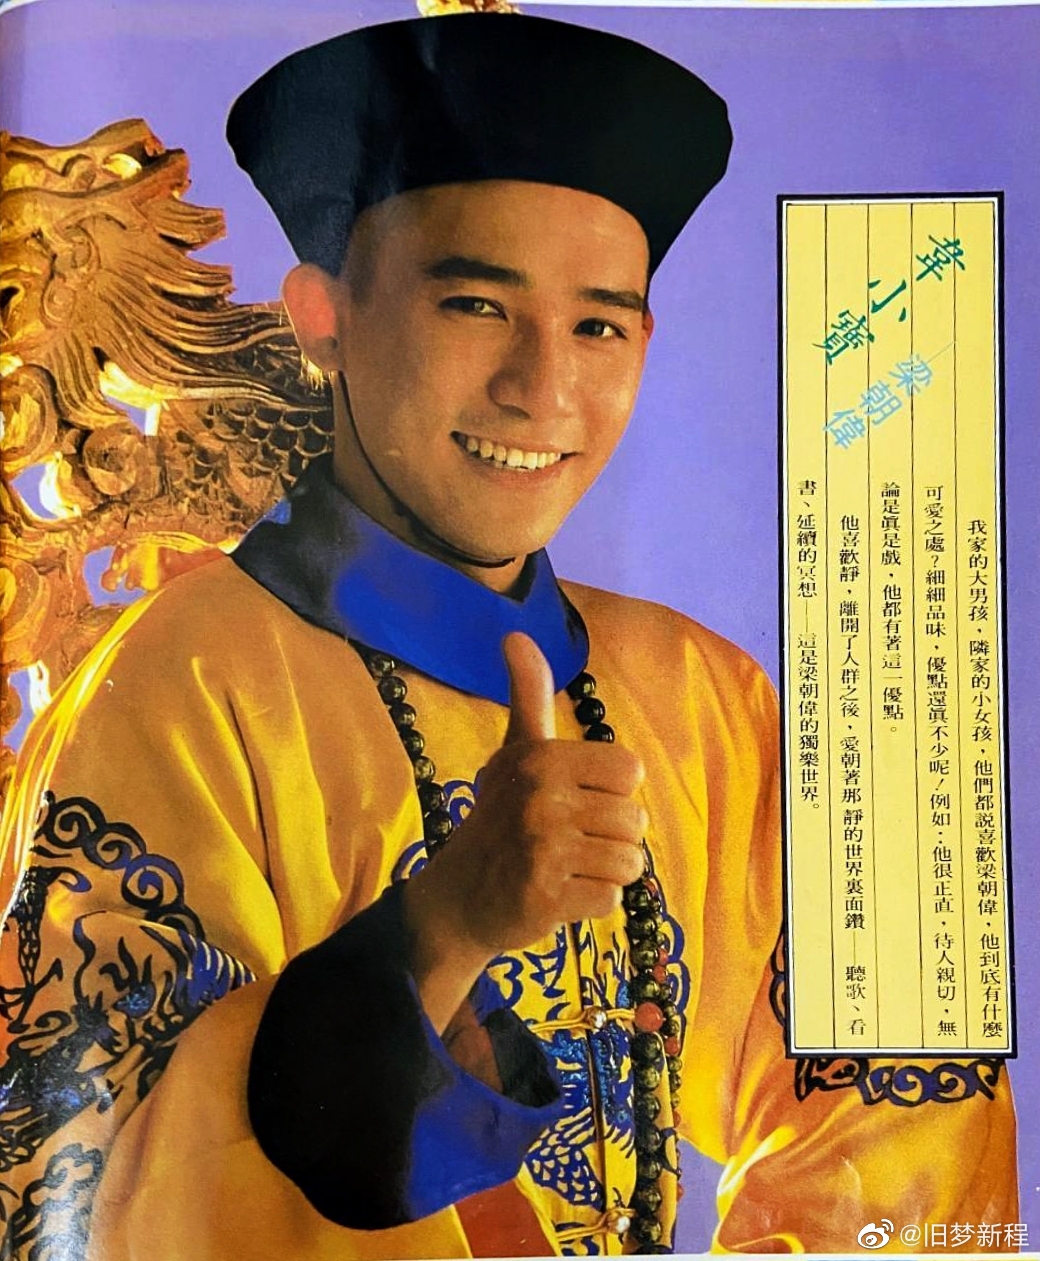 韋小寶
梁朝偉
我家的大男孩，隣家的小女孩，他們都説喜歡梁朝偉，他到底有什麼
可愛之處？細細品味，優點還眞不少呢！例如：他很正直，待人親切，無
論是眞是戲，他都有著這一優點。
他喜歡靜，離開了人群之後，愛朝著那靜的世界裏面鑽——聽歌、看
書、延續的冥想——這是梁朝偉的獨樂世界。
@旧梦新程